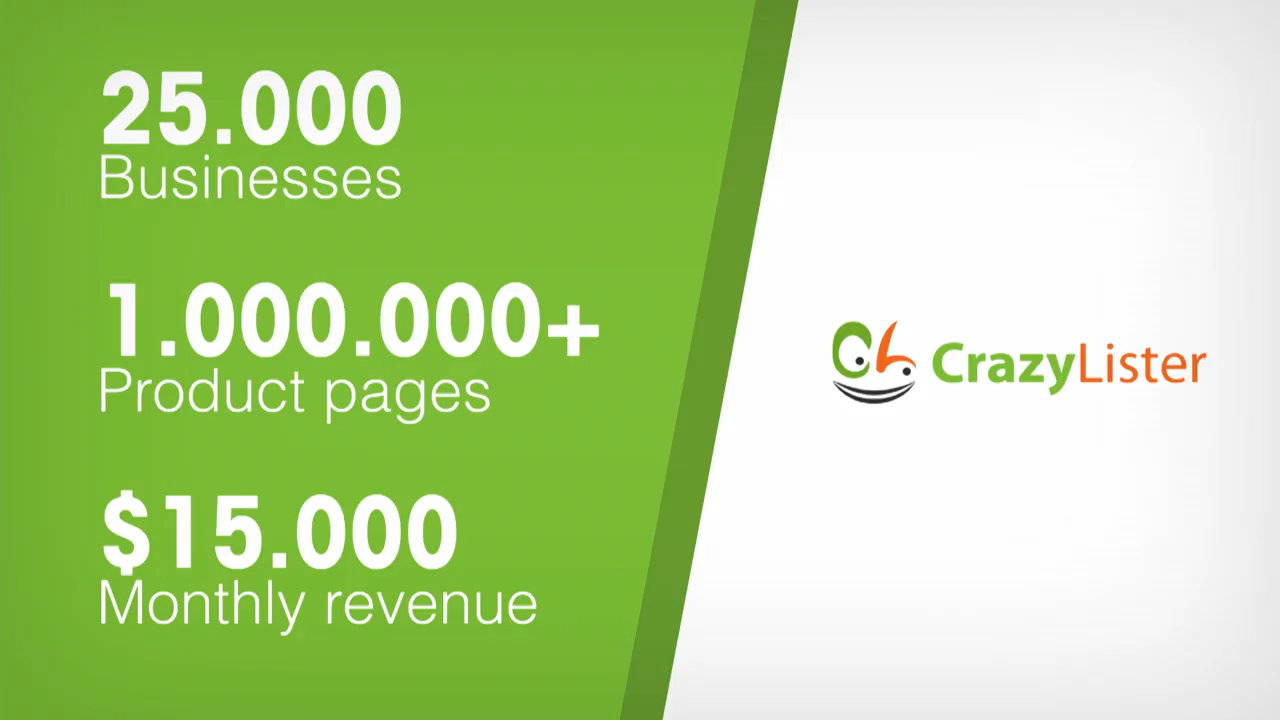 25.000
Businesses
1.000.000+
Product pages
$15.000
Monthly revenue
CrazyLister